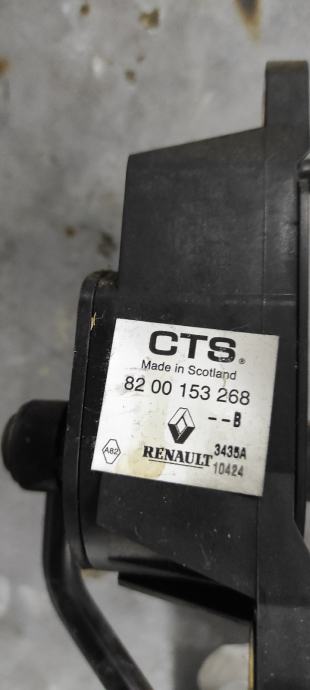 CTS®
Made in Scotland
82 00 153 268
--B
A82
RENAULT
3435A
10424